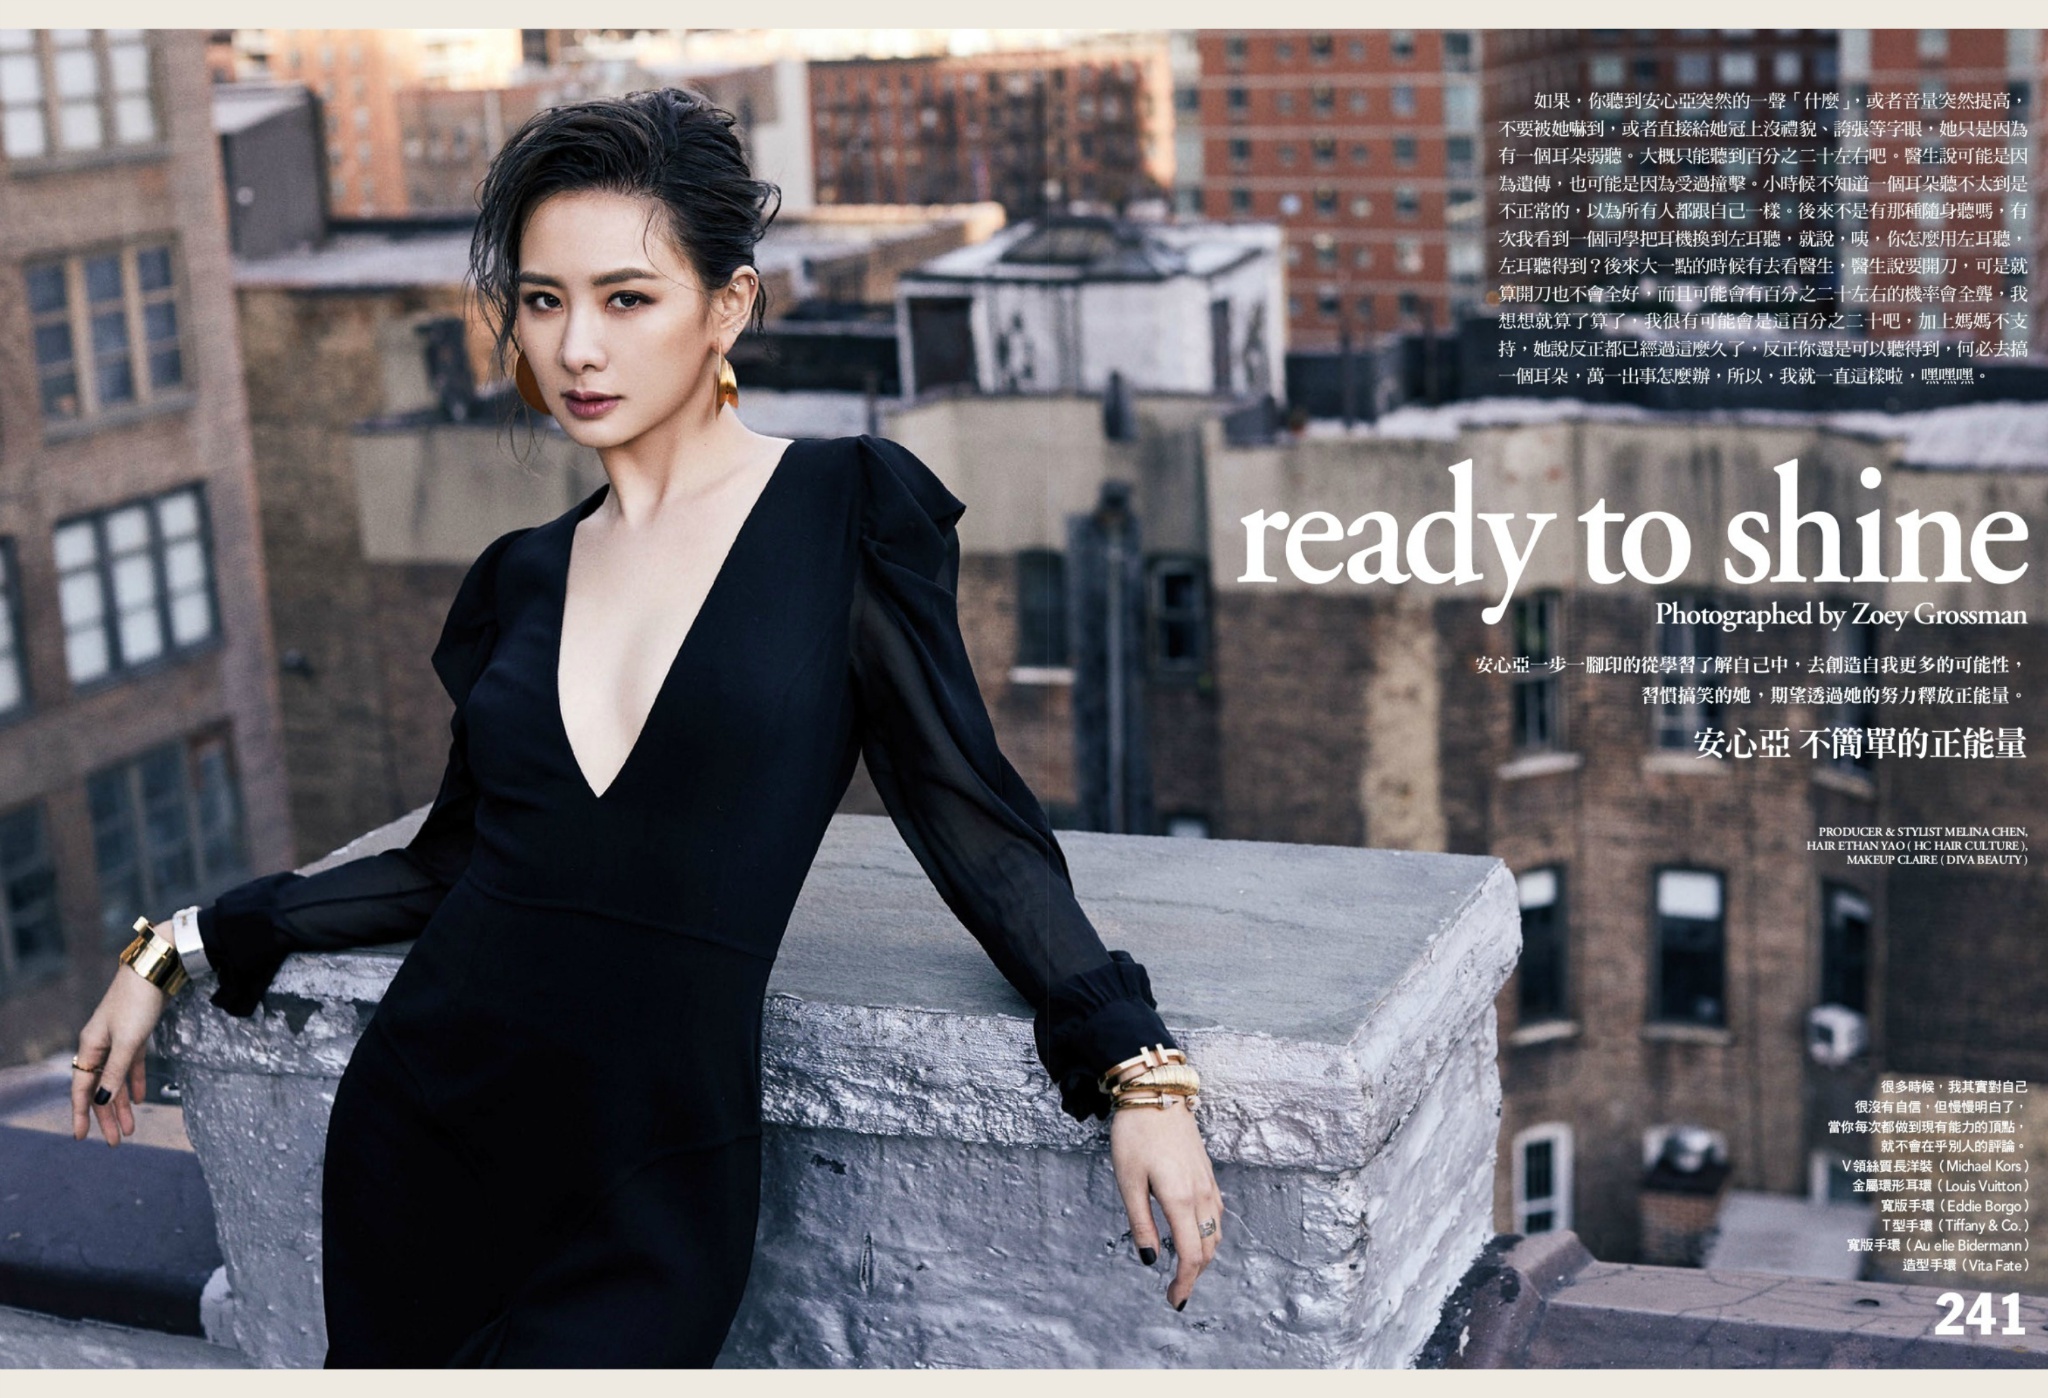 如果，你聽到安心亞突然的一聲「什麼」，或者音量突然提高，
不要被她嚇到，或者直接給她冠上沒禮貌、誇張等字眼，她只是因為
有一個耳朵弱聽。大概只能聽到百分之二十左右吧。醫生說可能是因
為遺傳，也可能是因為受過撞擊。小時候不知道一個耳朵聽不太到是
不正常的，以為所有人都跟自己一樣。後來不是有那種隨身聽嗎，有
次我看到一個同學把耳機換到左耳聽，就說，咦，你怎麼用左耳聽，
左耳聽得到？後來大一點的時候有去看醫生，醫生說要開刀，可是就
算開刀也不會全好，而且可能會有百分之二十左右的機率會全聾，我
想想就算了算了，我很有可能會是這百分之二十吧，加上媽媽不支
持，她說反正都已經過這麼久了，反正你還是可以聽得到，何必去搞
一個耳朵，萬一出事怎麼辦，所以，我就一直這樣啦，嘿嘿嘿。
ready to shine
Photographed by Zoey Grossman
安心亞一步一腳印的從學習了解自己中，去創造自我更多的可能性，
習慣搞笑的她，期望透過她的努力釋放正能量。
安心亞 不簡單的正能量
PRODUCER & STYLIST MELINA CHEN,
HAIR ETHAN YAO ( HC HAIR CULTURE ),
MAKEUP CLAIRE ( DIVA BEAUTY )
很多時候，我其實對自己
很沒有自信，但慢慢明白了，
當你每次都做到現有能力的頂點，
就不會在乎別人的評論。
V領絲質長洋裝（Michael Kors）
金屬環形耳環（Louis Vuitton）
寬版手環（Eddie Borgo）
T型手環（Tiffany & Co.）
寬版手環（Au elie Bidermann）
造型手環（Vita Fate）
241